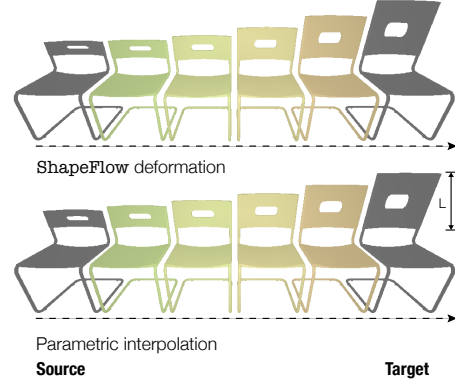 ShapeFlow deformation
L
Parametric interpolation
Source Target